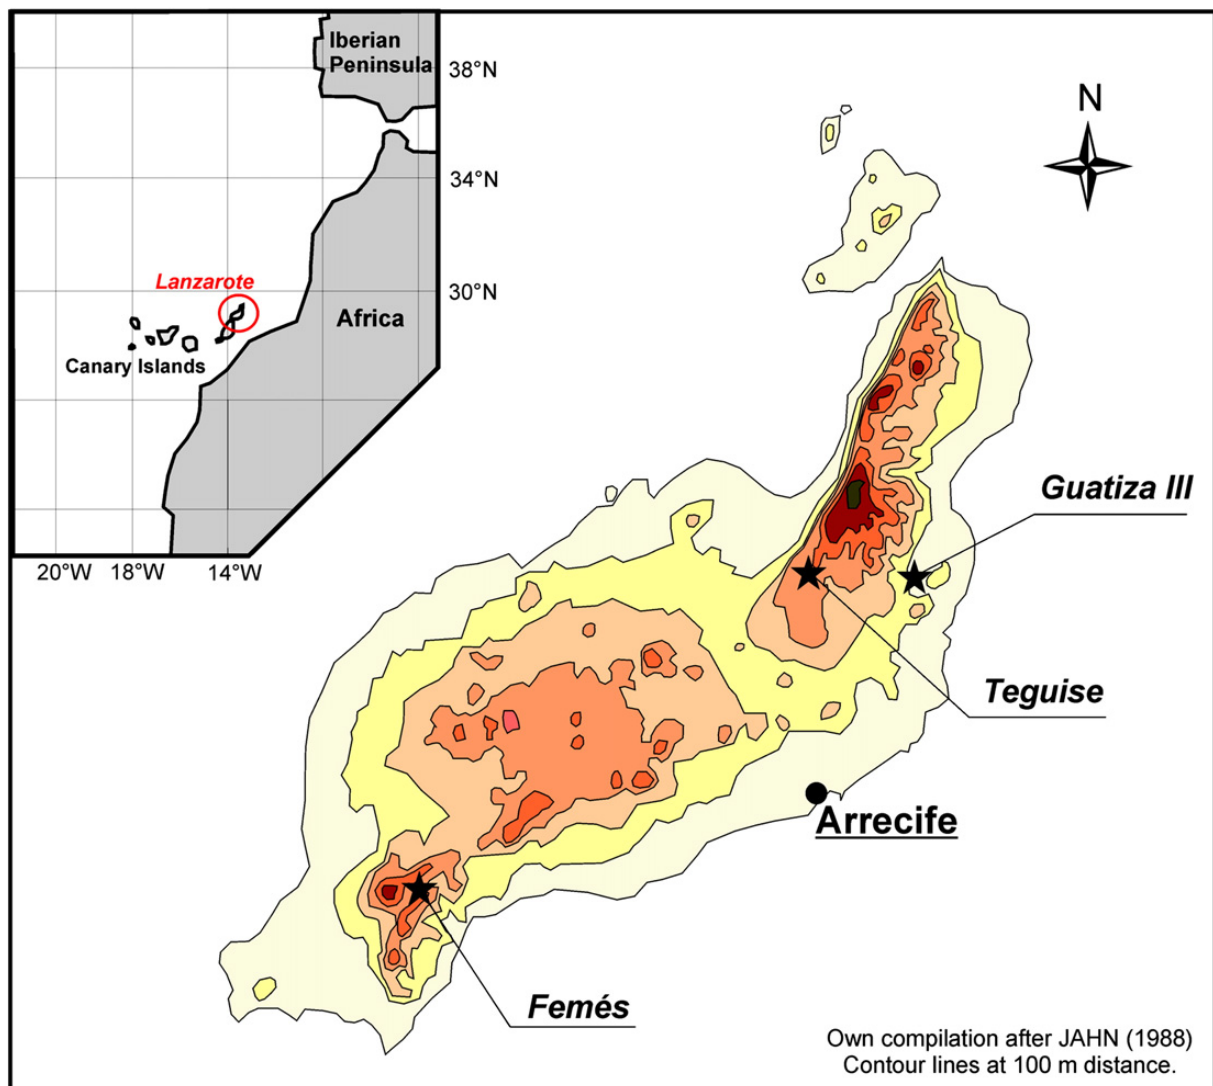 Iberian
Peninsula
38°N
34°N
Lanzarote
30°N
Africa
Canary Islands
20°W
18°W
14°W
N
Guatiza III
Teguise
Arrecife
Femés
Own compilation after JAHN (1988)
Contour lines at 100 m distance.